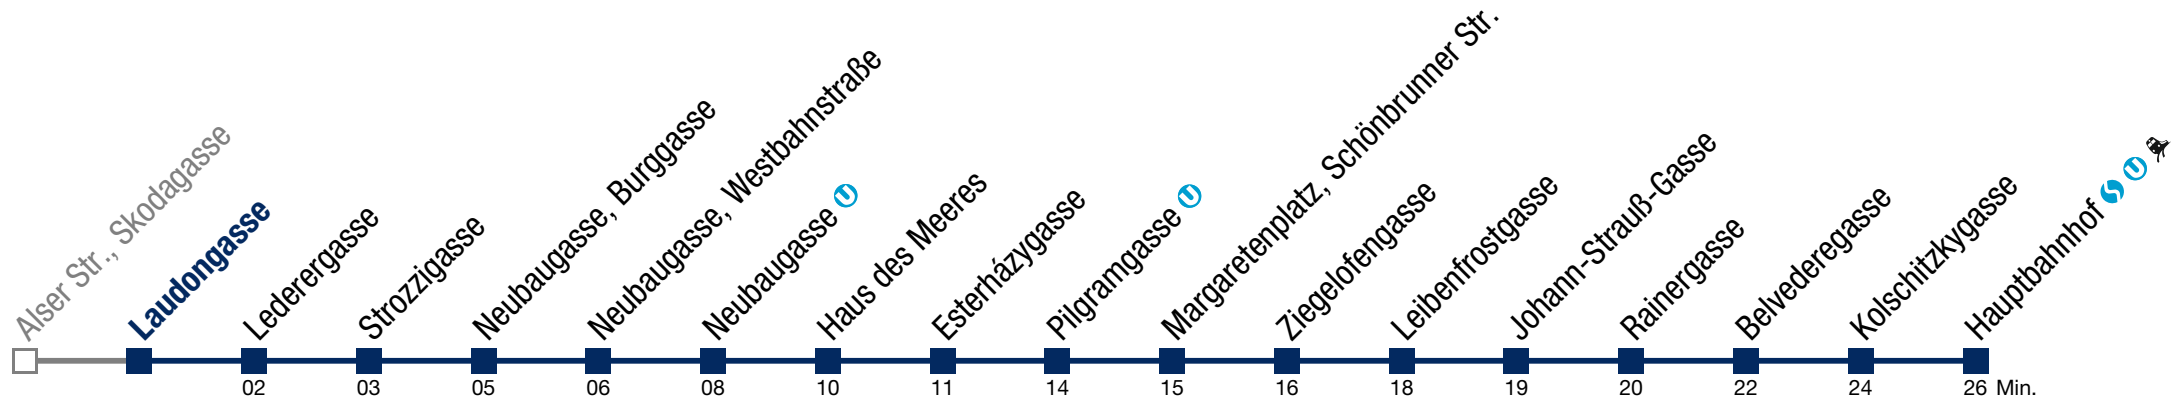 Alser Str., Skodagasse
Laudongasse
Lederergasse
Strozzigasse
Neubaugasse, Burggasse
Neubaugasse, Westbahnstraße
Neubaugasse U
Haus des Meeres
Esterházygasse
Pilgramgasse U
Margaretenplatz, Schönbrunner Str.
Ziegelofengasse
Leibenfrostgasse
Johann-Strauß-Gasse
Rainergasse
Belvederegasse
Kolschitzkygasse
Hauptbahnhof S U
02 03 05 06 08 10 11 14 15 16 18 19 20 22 24 26 Min.